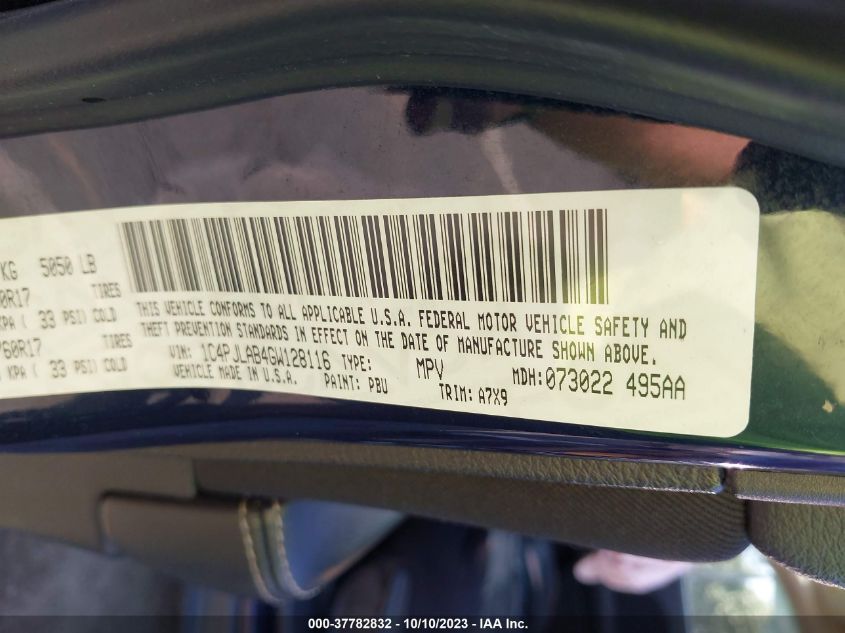 KG 5050 LB
0R17 TIRES
KPA ( 33 PSI) COLD
760R17 TIRES
KPA ( 33 PSI) COLD
THIS VEHICLE CONFORMS TO ALL APPLICABLE U.S.A. FEDERAL MOTOR VEHICLE SAFETY AND
THEFT PREVENTION STANDARDS IN EFFECT ON THE DATE OF MANUFACTURE SHOWN ABOVE.
VIN: 1C4PJLAB4GW128116 TYPE: MPV MDH:073022 495AA
VEHICLE MADE IN U.S.A. PAINT: PBU TRIM: A7X9
000-37782832 - 10/10/2023 - IAA Inc.